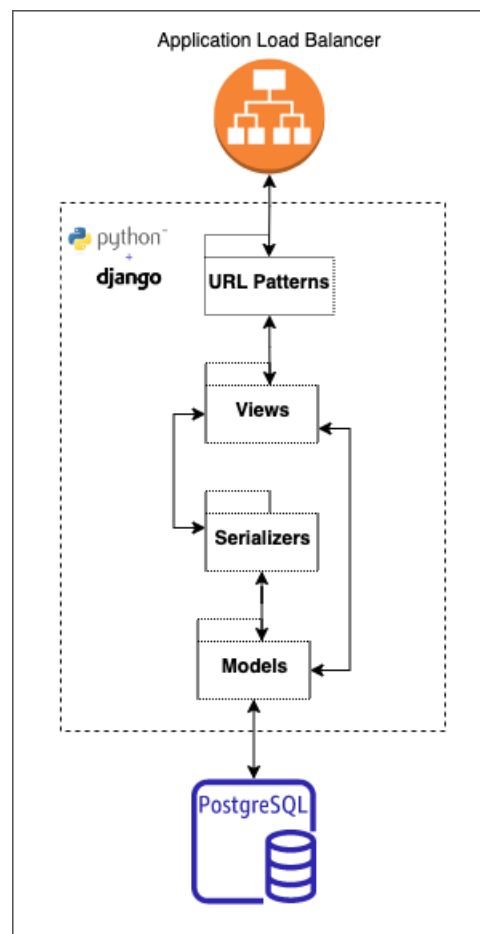 Application Load Balancer
python™
+
django
URL Patterns
Views
Serializers
Models
PostgreSQL